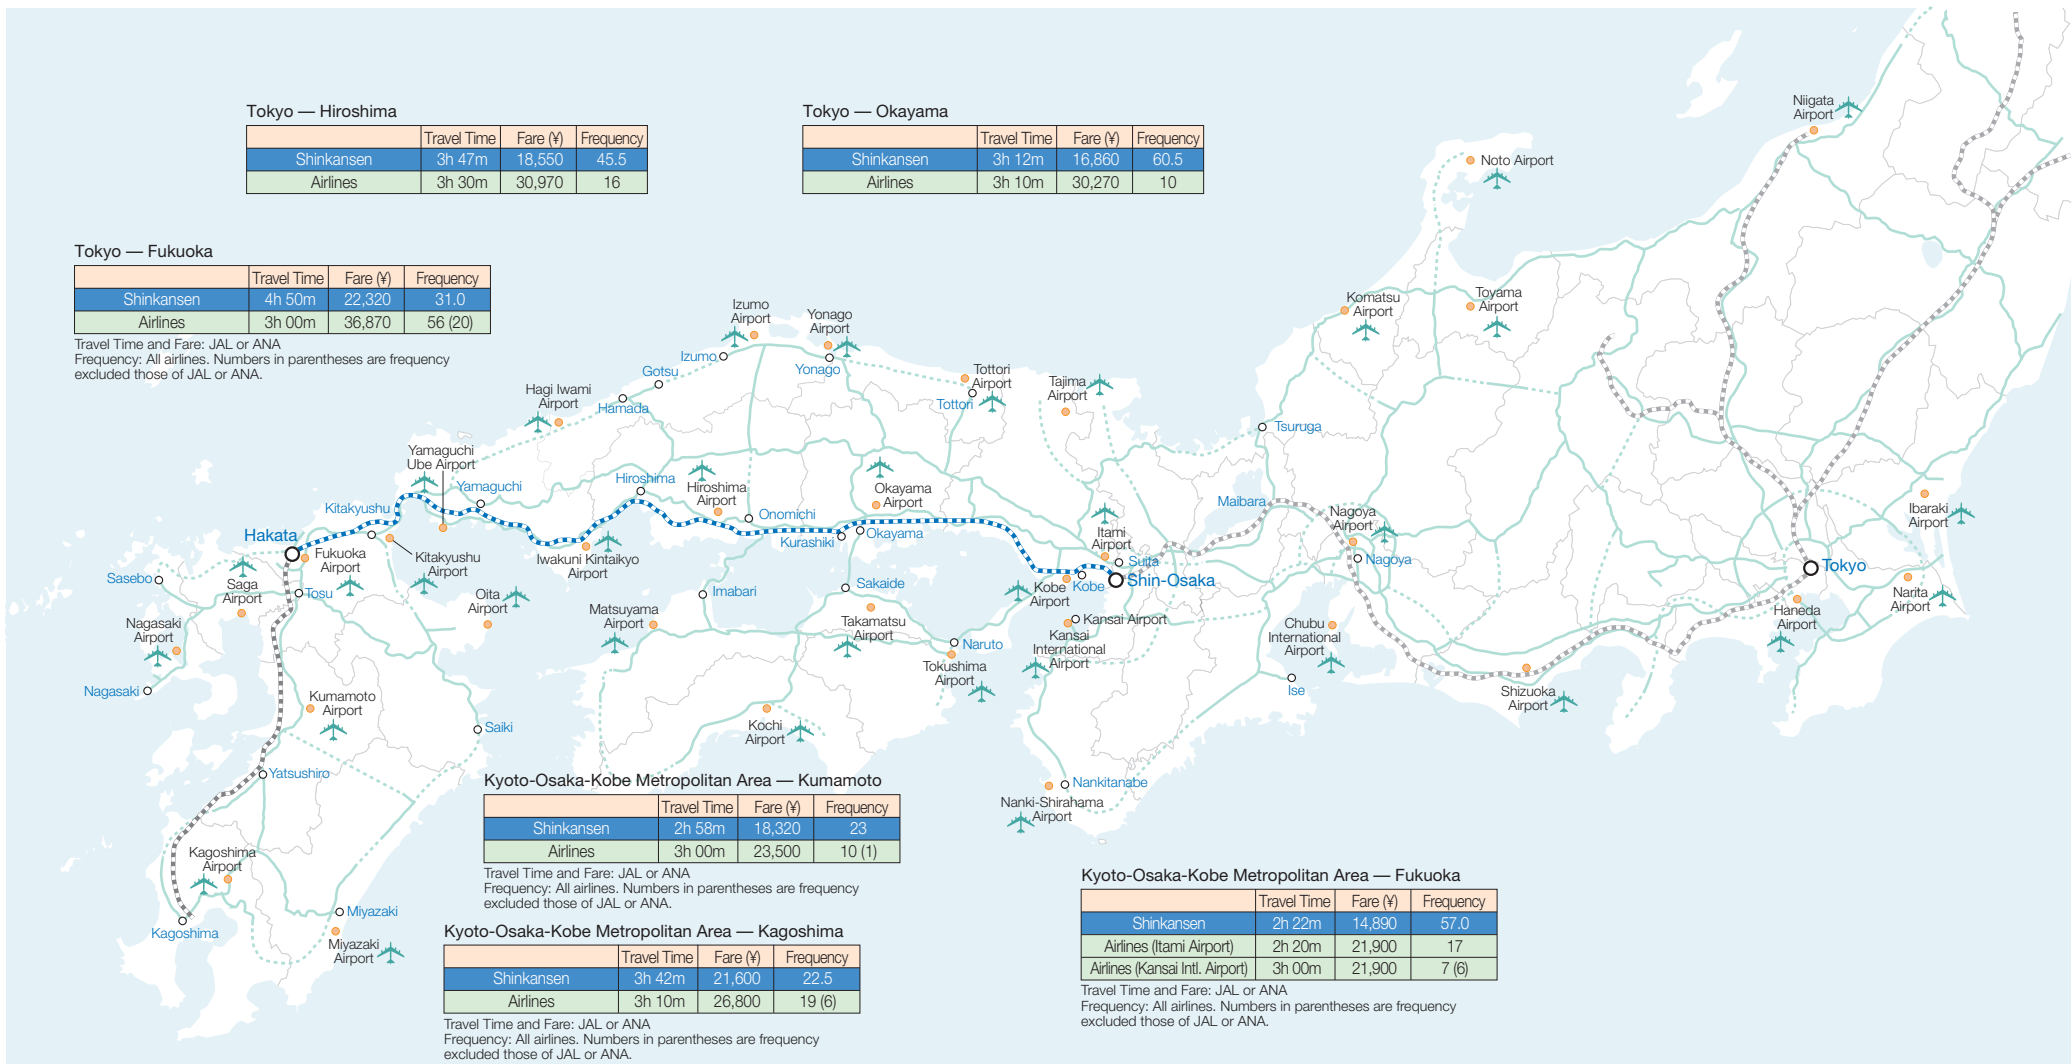 Tokyo — Hiroshima
Travel Time Fare (¥) Frequency
Shinkansen 3h 47m 18,550 45.5
Airlines 3h 30m 30,970 16
Tokyo — Okayama
Travel Time Fare (¥) Frequency
Shinkansen 3h 12m 16,860 60.5
Airlines 3h 10m 30,270 10
Tokyo — Fukuoka
Travel Time Fare (¥) Frequency
Shinkansen 4h 50m 22,320 31.0
Airlines 3h 00m 36,870 56 (20)
Travel Time and Fare: JAL or ANA
Frequency: All airlines. Numbers in parentheses are frequency
excluded those of JAL or ANA.
Niigata
Airport
Noto Airport
Komatsu
Airport
Toyama
Airport
Izumo
Airport
Yonago
Airport
Izumo
Yonago
Gotsu
Hamada
Hagi Iwami
Airport
Tottori
Airport
Tottori
Tajima
Airport
Tsuruga
Yamaguchi
Ube Airport
Yamaguchi
Kitakyushu
Hiroshima
Hiroshima
Airport
Onomichi
Okayama
Airport
Kurashiki
Okayama
Itami
Airport
Suita
Maibara
Nagoya
Airport
Nagoya
Ibaraki
Airport
Hakata
Fukuoka
Airport
Kitakyushu
Airport
Iwakuni Kintaikyo
Airport
Kobe
Airport
Kobe
Shin-Osaka
Tokyo
Haneda
Airport
Narita
Airport
Sasebo
Saga
Airport
Tosu
Oita
Airport
Imabari
Sakaide
Matsuyama
Airport
Takamatsu
Airport
Naruto
Tokushima
Airport
Kansai Airport
Kansai
International
Airport
Chubu
International
Airport
Ise
Shizuoka
Airport
Nagasaki
Airport
Nagasaki
Kumamoto
Airport
Saiki
Kochi
Airport
Yatsushiro
Nankitanabe
Nanki-Shirahama
Airport
Kagoshima
Airport
Kagoshima
Miyazaki
Miyazaki
Airport
Kyoto-Osaka-Kobe Metropolitan Area — Kumamoto
Travel Time Fare (¥) Frequency
Shinkansen 2h 58m 18,320 23
Airlines 3h 00m 23,500 10 (1)
Travel Time and Fare: JAL or ANA
Frequency: All airlines. Numbers in parentheses are frequency
excluded those of JAL or ANA.
Kyoto-Osaka-Kobe Metropolitan Area — Kagoshima
Travel Time Fare (¥) Frequency
Shinkansen 3h 42m 21,600 22.5
Airlines 3h 10m 26,800 19 (6)
Travel Time and Fare: JAL or ANA
Frequency: All airlines. Numbers in parentheses are frequency
excluded those of JAL or ANA.
Kyoto-Osaka-Kobe Metropolitan Area — Fukuoka
Travel Time Fare (¥) Frequency
Shinkansen 2h 22m 14,890 57.0
Airlines (Itami Airport) 2h 20m 21,900 17
Airlines (Kansai Intl. Airport) 3h 00m 21,900 7 (6)
Travel Time and Fare: JAL or ANA
Frequency: All airlines. Numbers in parentheses are frequency
excluded those of JAL or ANA.